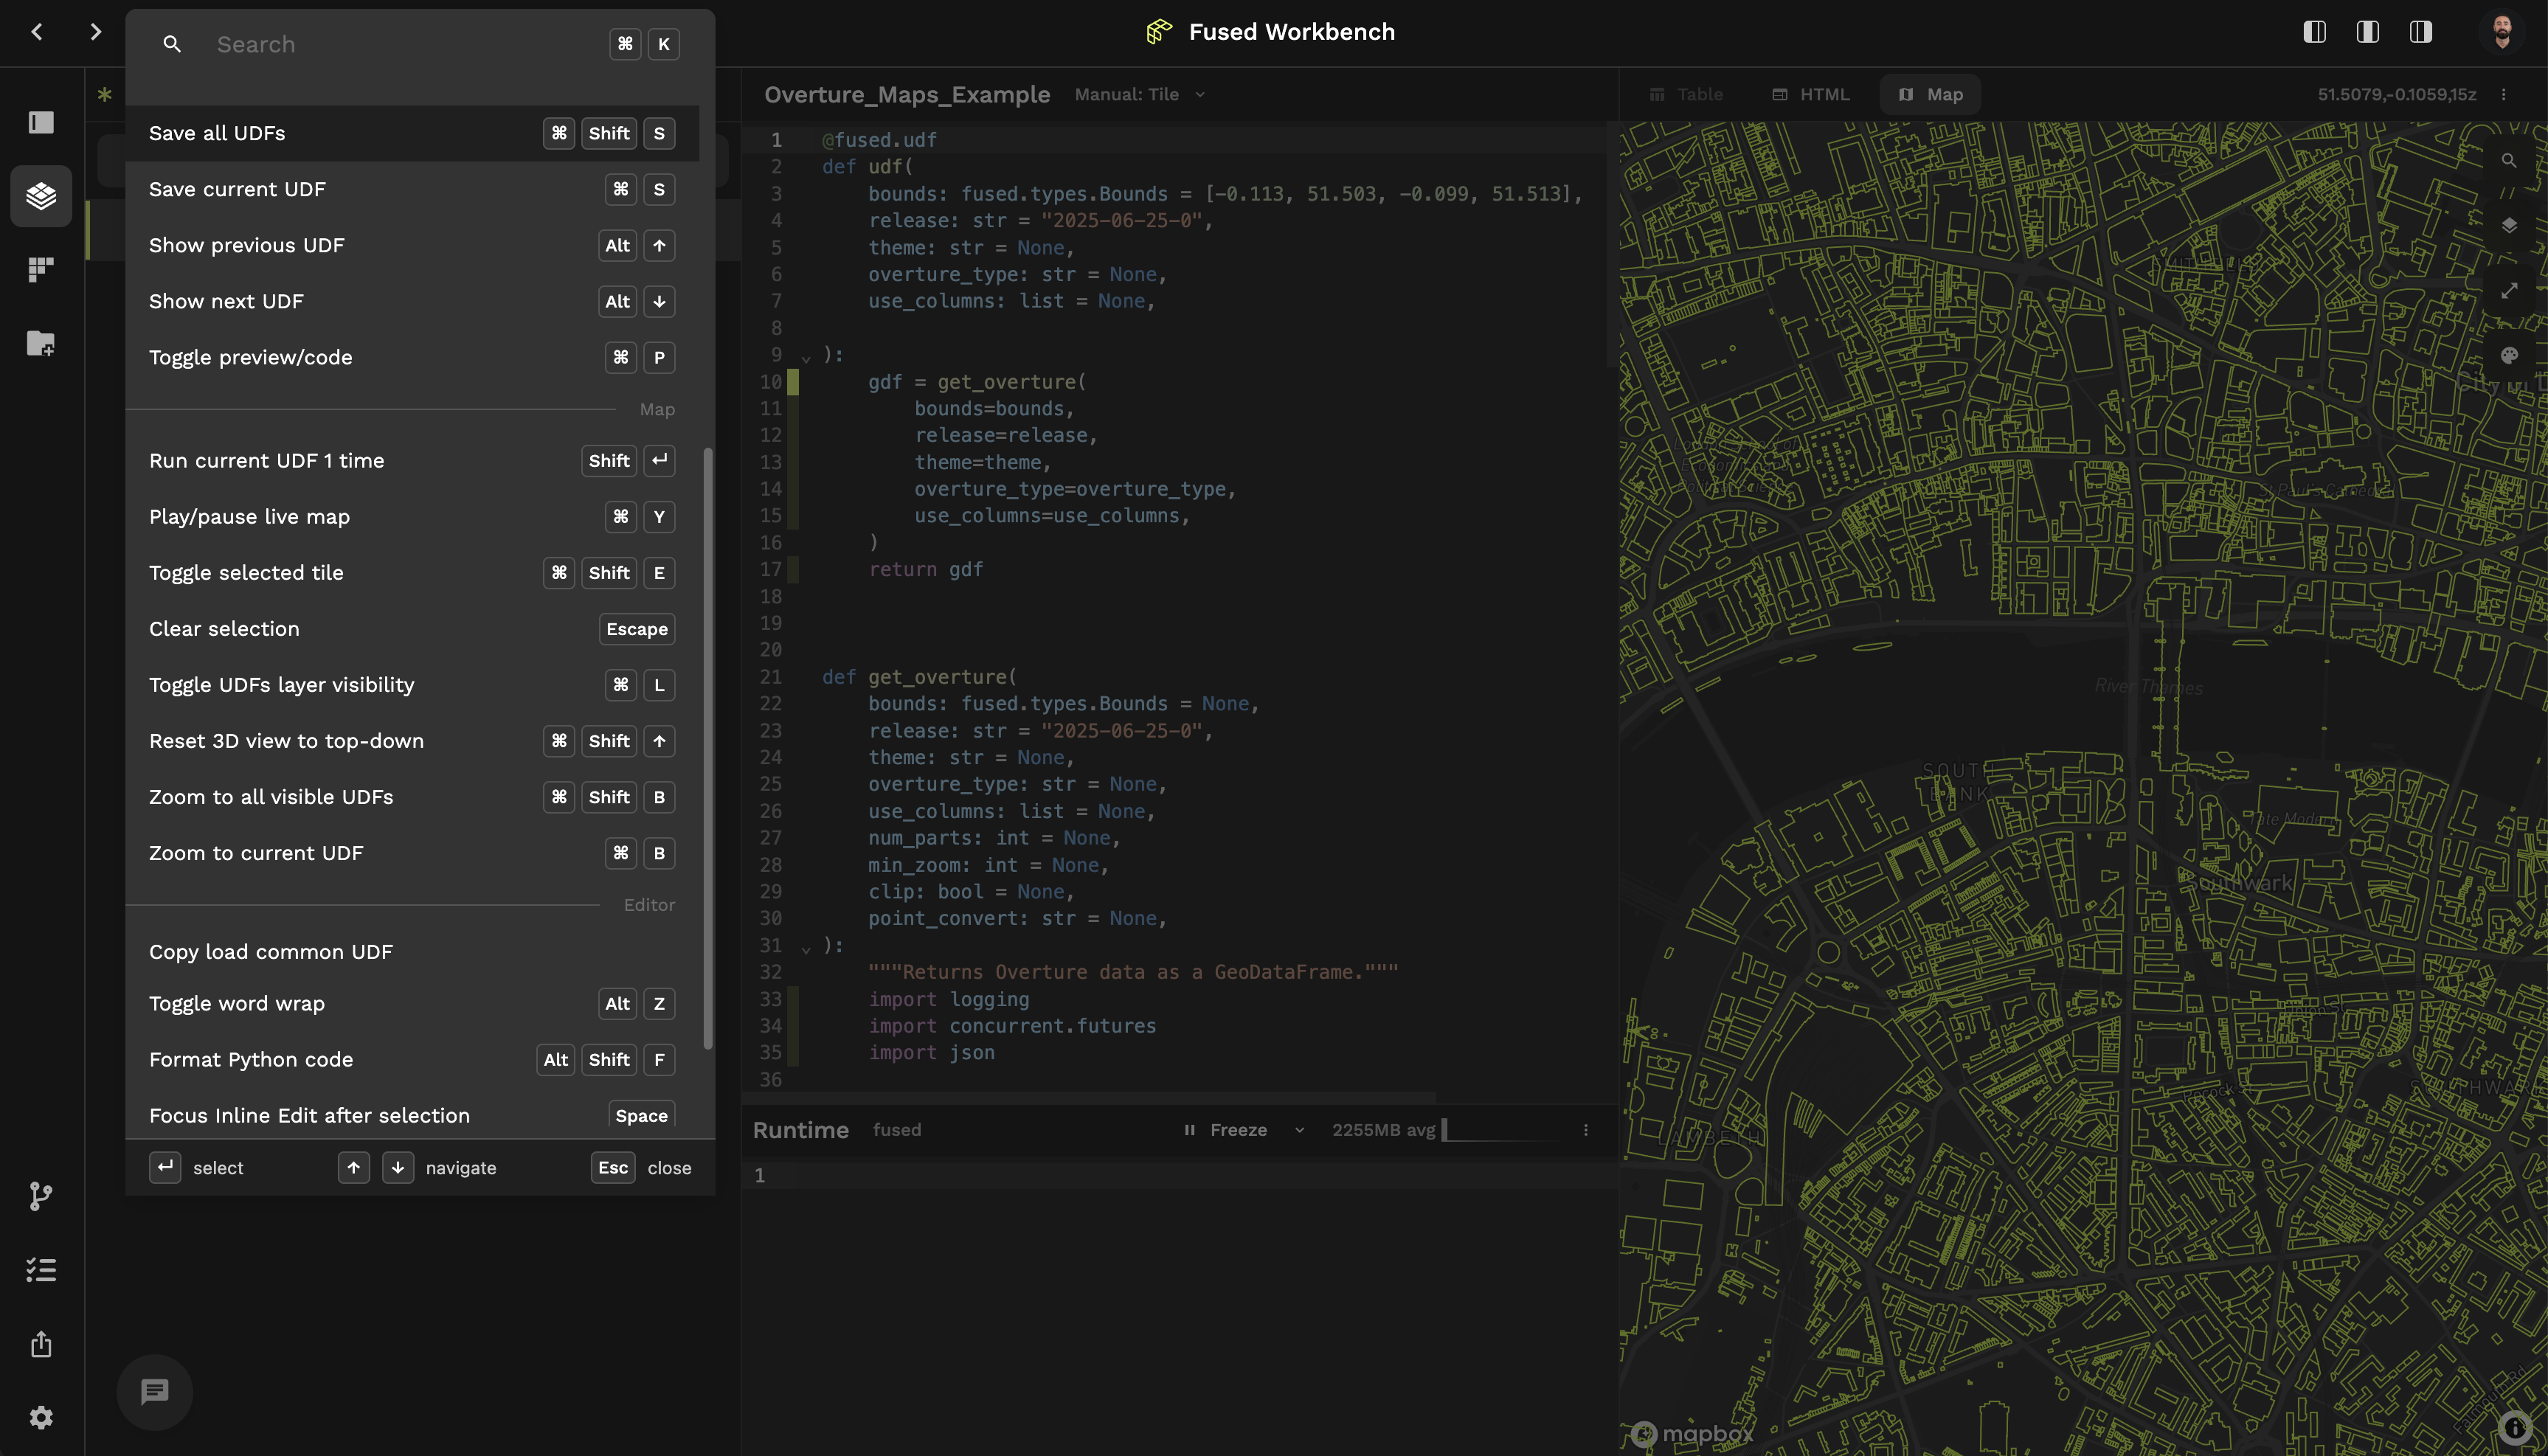 Search ⌘ K
Save all UDFs ⌘ Shift S
Save current UDF ⌘ S
Show previous UDF Alt ↑
Show next UDF Alt ↓
Toggle preview/code ⌘ P
Map
Run current UDF 1 time Shift ↵
Play/pause live map ⌘ Y
Toggle selected tile ⌘ Shift E
Clear selection Escape
Toggle UDFs layer visibility ⌘ L
Reset 3D view to top-down ⌘ Shift ↑
Zoom to all visible UDFs ⌘ Shift B
Zoom to current UDF ⌘ B
Editor
Copy load common UDF
Toggle word wrap Alt Z
Format Python code Alt Shift F
Focus Inline Edit after selection Space
↵ select ↑ ↓ navigate Esc close
Fused Workbench
Overture_Maps_Example Manual: Tile
1 @fused.udf
2 def udf(
3 bounds: fused.types.Bounds = [-0.113, 51.503, -0.099, 51.513],
4 release: str = "2025-06-25-0",
5 theme: str = None,
6 overture_type: str = None,
7 use_columns: list = None,
8
9 ):
10 gdf = get_overture(
11 bounds=bounds,
12 release=release,
13 theme=theme,
14 overture_type=overture_type,
15 use_columns=use_columns,
16 )
17 return gdf
18
19
20
21 def get_overture(
22 bounds: fused.types.Bounds = None,
23 release: str = "2025-06-25-0",
24 theme: str = None,
25 overture_type: str = None,
26 use_columns: list = None,
27 num_parts: int = None,
28 min_zoom: int = None,
29 clip: bool = None,
30 point_convert: str = None,
31 ):
32 """Returns Overture data as a GeoDataFrame."""
33 import logging
34 import concurrent.futures
35 import json
36
Runtime fused Freeze 2255MB avg
1
Table HTML Map 51.5079,-0.1059,15z
River Thames
SOUTH
BANK
Tate Modern
Southwark
LAMBETH
mapbox